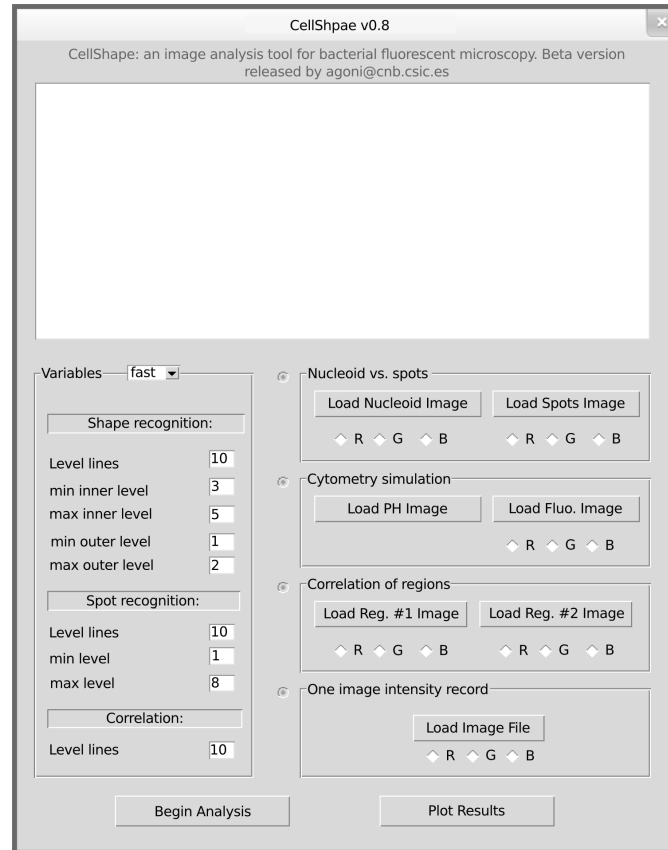 CellShpae v0.8
x
CellShape: an image analysis tool for bacterial fluorescent microscopy. Beta version
released by agoni@cnb.csic.es
Variables
fast
Shape recognition:
Level lines 10
min inner level 3
max inner level 5
min outer level 1
max outer level 2
Spot recognition:
Level lines 10
min level 1
max level 8
Correlation:
Level lines 10
Nucleoid vs. spots
Load Nucleoid Image Load Spots Image
R G B R G B
Cytometry simulation
Load PH Image Load Fluo. Image
R G B
Correlation of regions
Load Reg. #1 Image Load Reg. #2 Image
R G B R G B
One image intensity record
Load Image File
R G B
Begin Analysis Plot Results